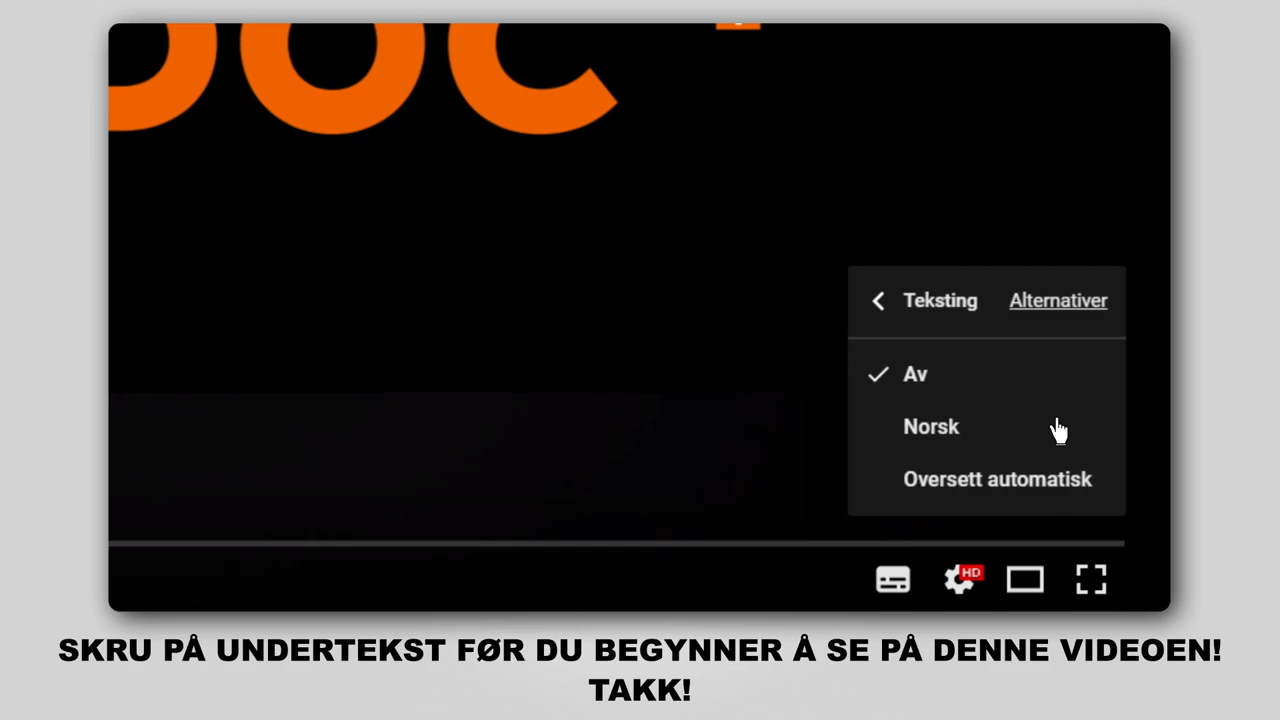 Teksting Alternativer
Av
Norsk
Oversett automatisk
HD
SKRU PÅ UNDERTEKST FØR DU BEGYNNER Å SE PÅ DENNE VIDEOEN!
TAKK!